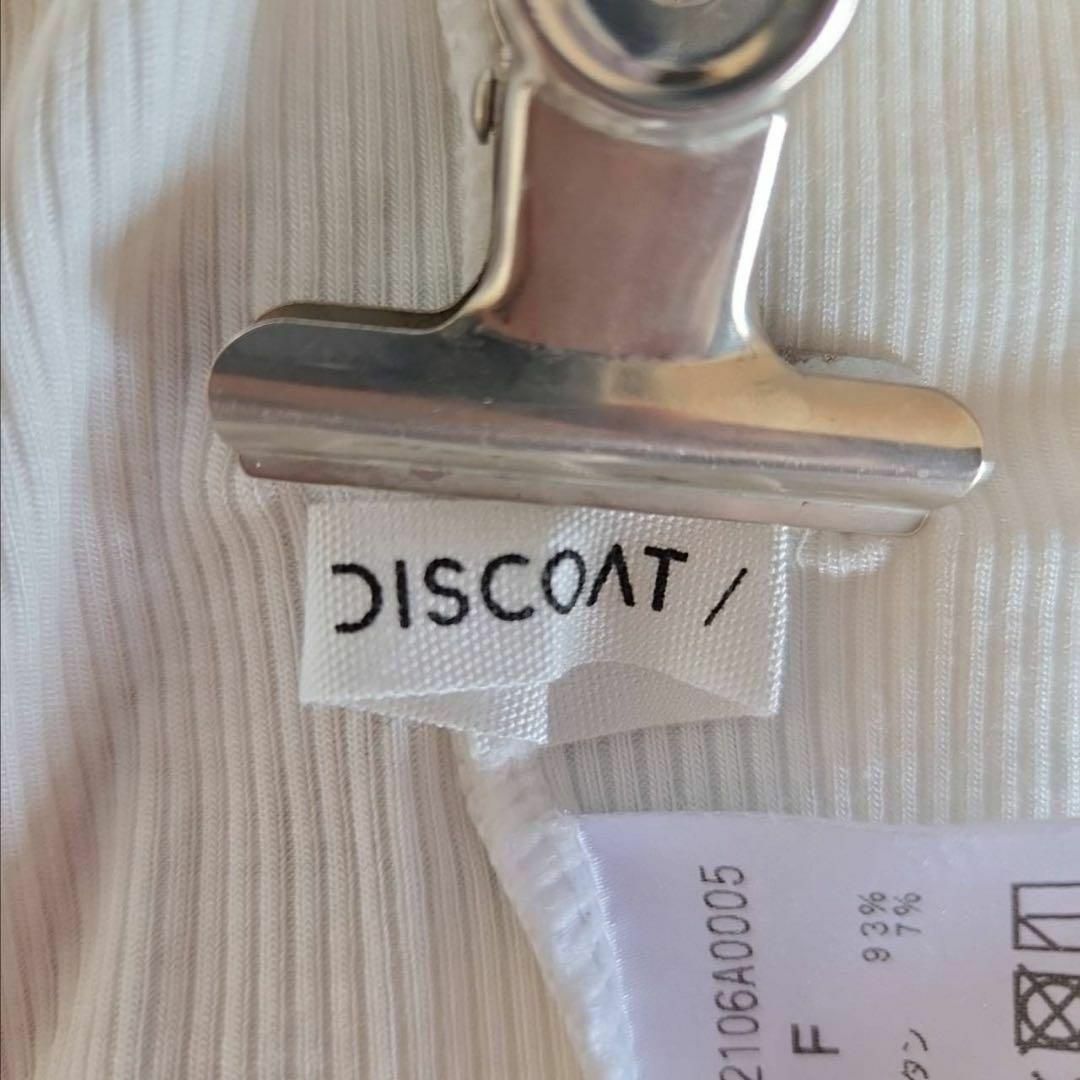 DISCOAT /
2106A0005
F
93%
7%
タン